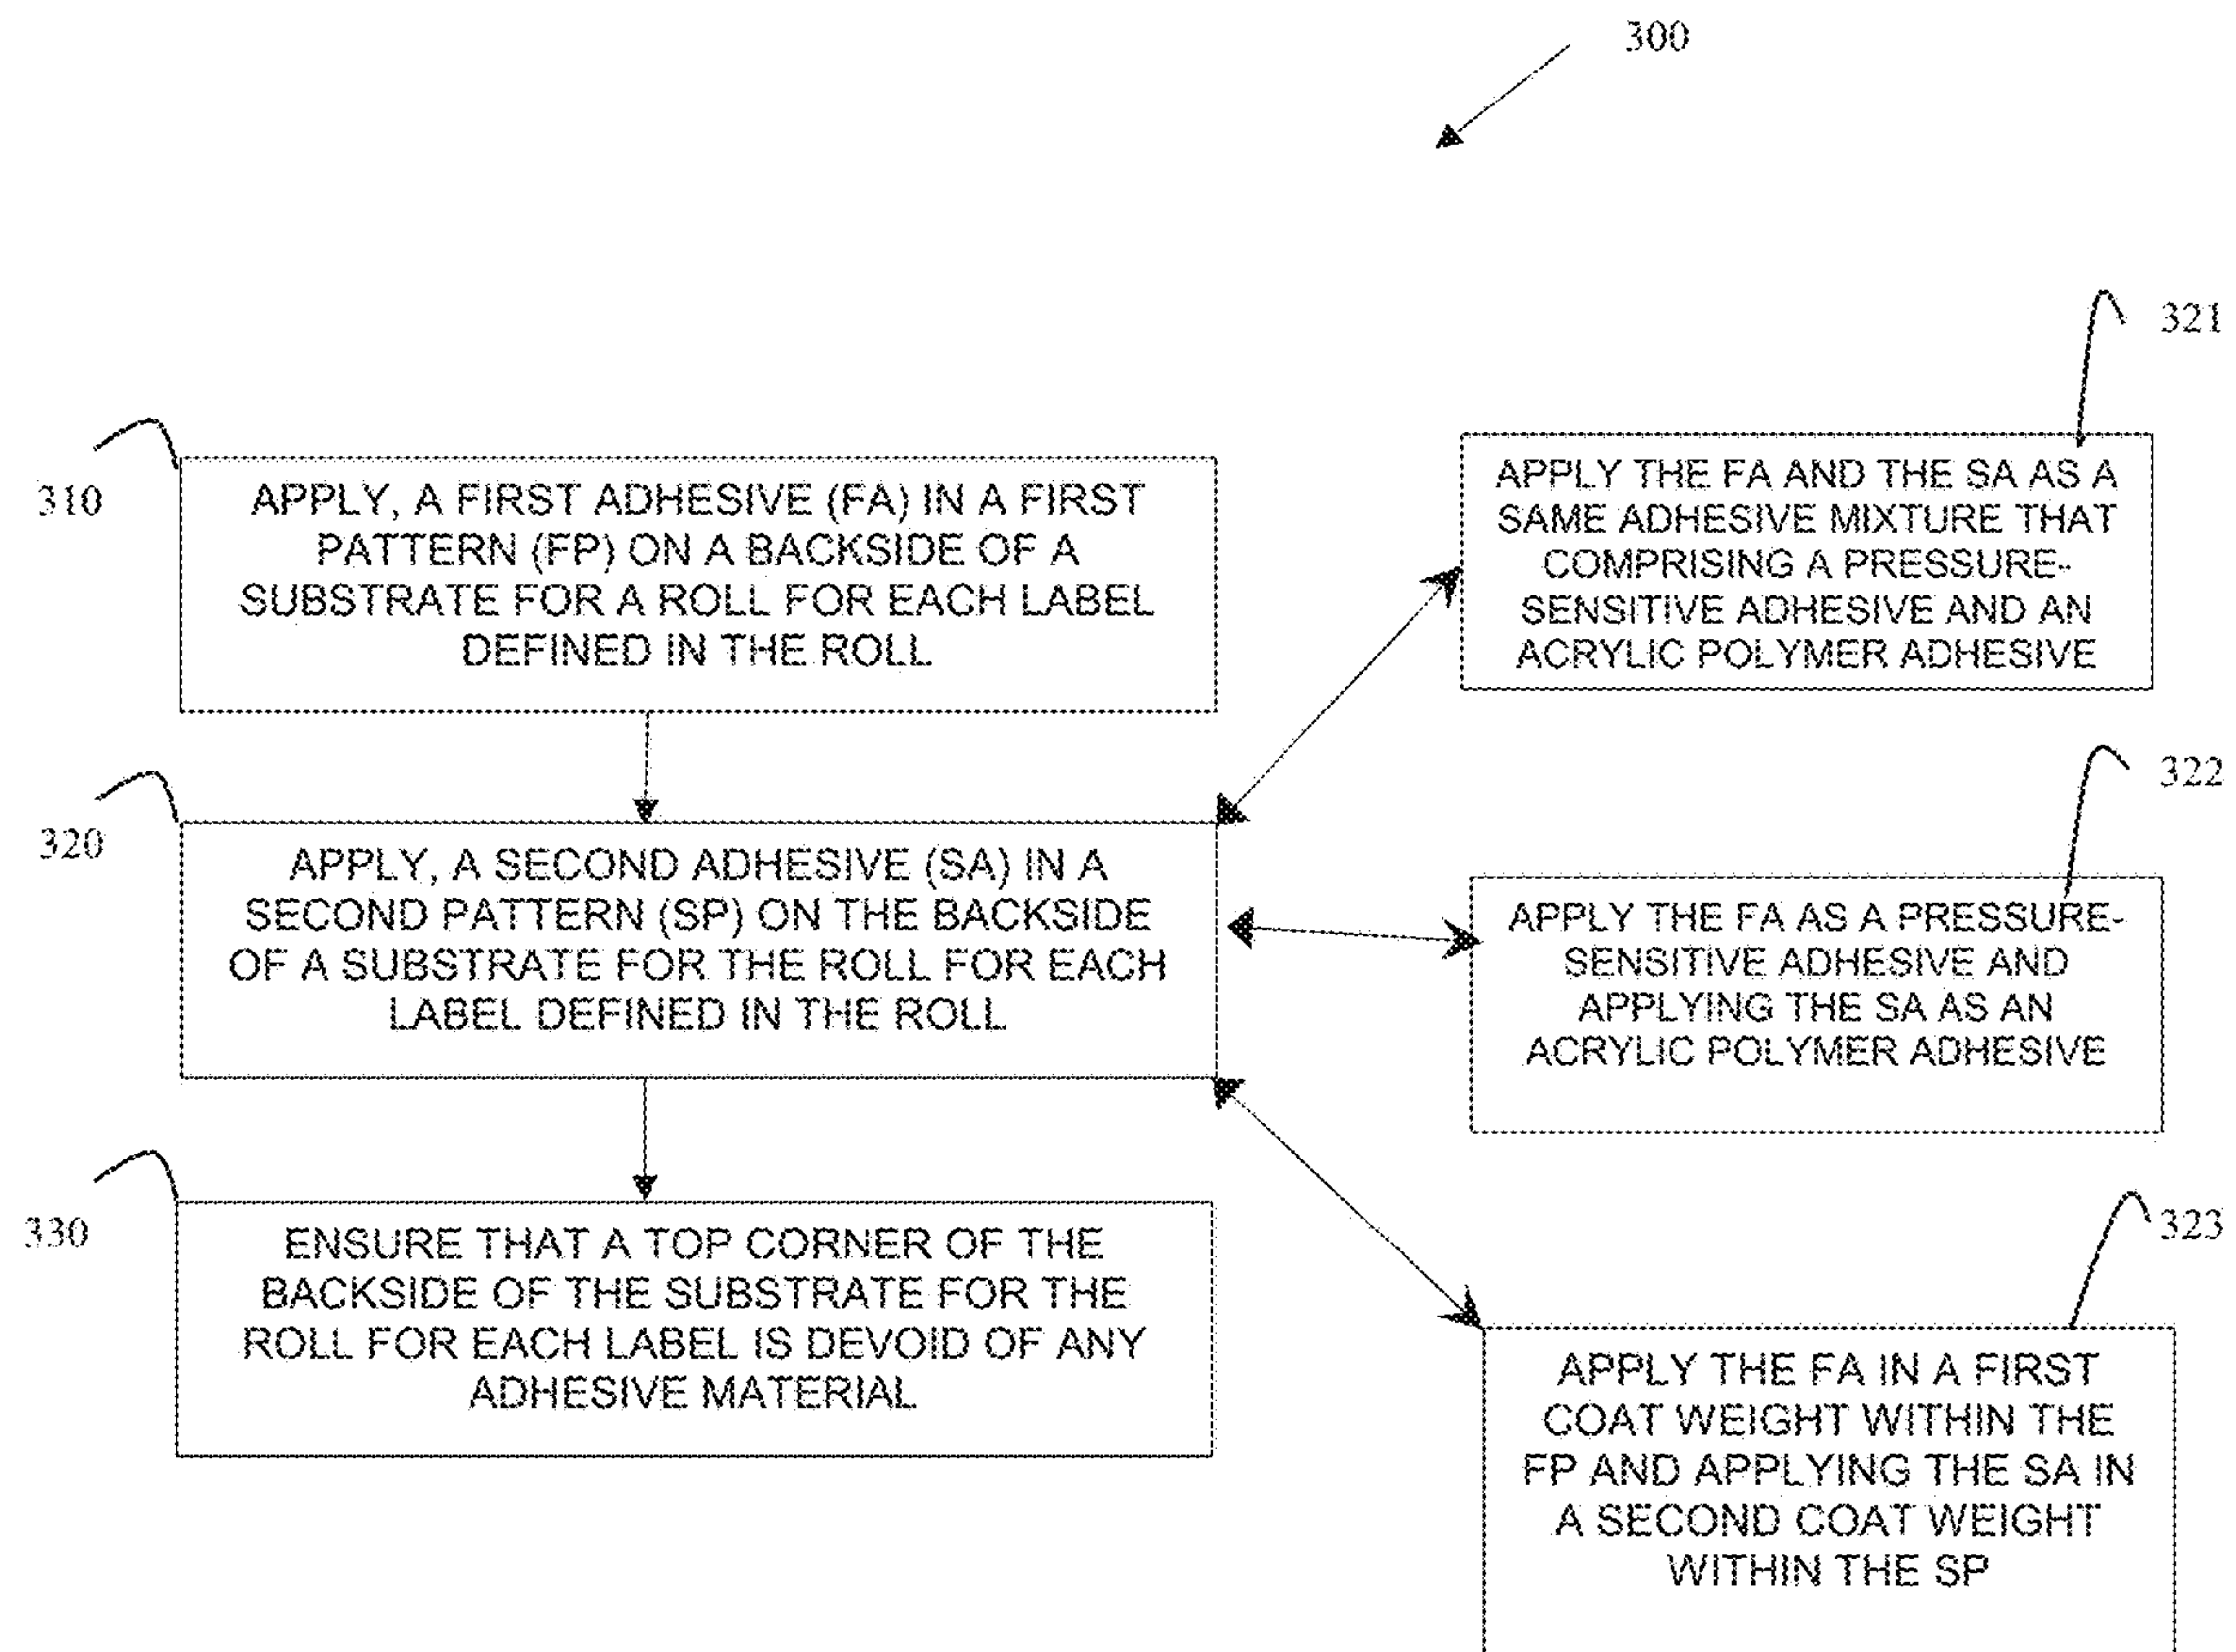 300
310
APPLY, A FIRST ADHESIVE (FA) IN A FIRST
PATTERN (FP) ON A BACKSIDE OF A
SUBSTRATE FOR A ROLL FOR EACH LABEL
DEFINED IN THE ROLL
320
APPLY, A SECOND ADHESIVE (SA) IN A
SECOND PATTERN (SP) ON THE BACKSIDE
OF A SUBSTRATE FOR THE ROLL FOR EACH
LABEL DEFINED IN THE ROLL
330
ENSURE THAT A TOP CORNER OF THE
BACKSIDE OF THE SUBSTRATE FOR THE
ROLL FOR EACH LABEL IS DEVOID OF ANY
ADHESIVE MATERIAL
321
APPLY THE FA AND THE SA AS A
SAME ADHESIVE MIXTURE THAT
COMPRISING A PRESSURE-
SENSITIVE ADHESIVE AND AN
ACRYLIC POLYMER ADHESIVE
322
APPLY THE FA AS A PRESSURE-
SENSITIVE ADHESIVE AND
APPLYING THE SA AS AN
ACRYLIC POLYMER ADHESIVE
323
APPLY THE FA IN A FIRST
COAT WEIGHT WITHIN THE
FP AND APPLYING THE SA IN
A SECOND COAT WEIGHT
WITHIN THE SP